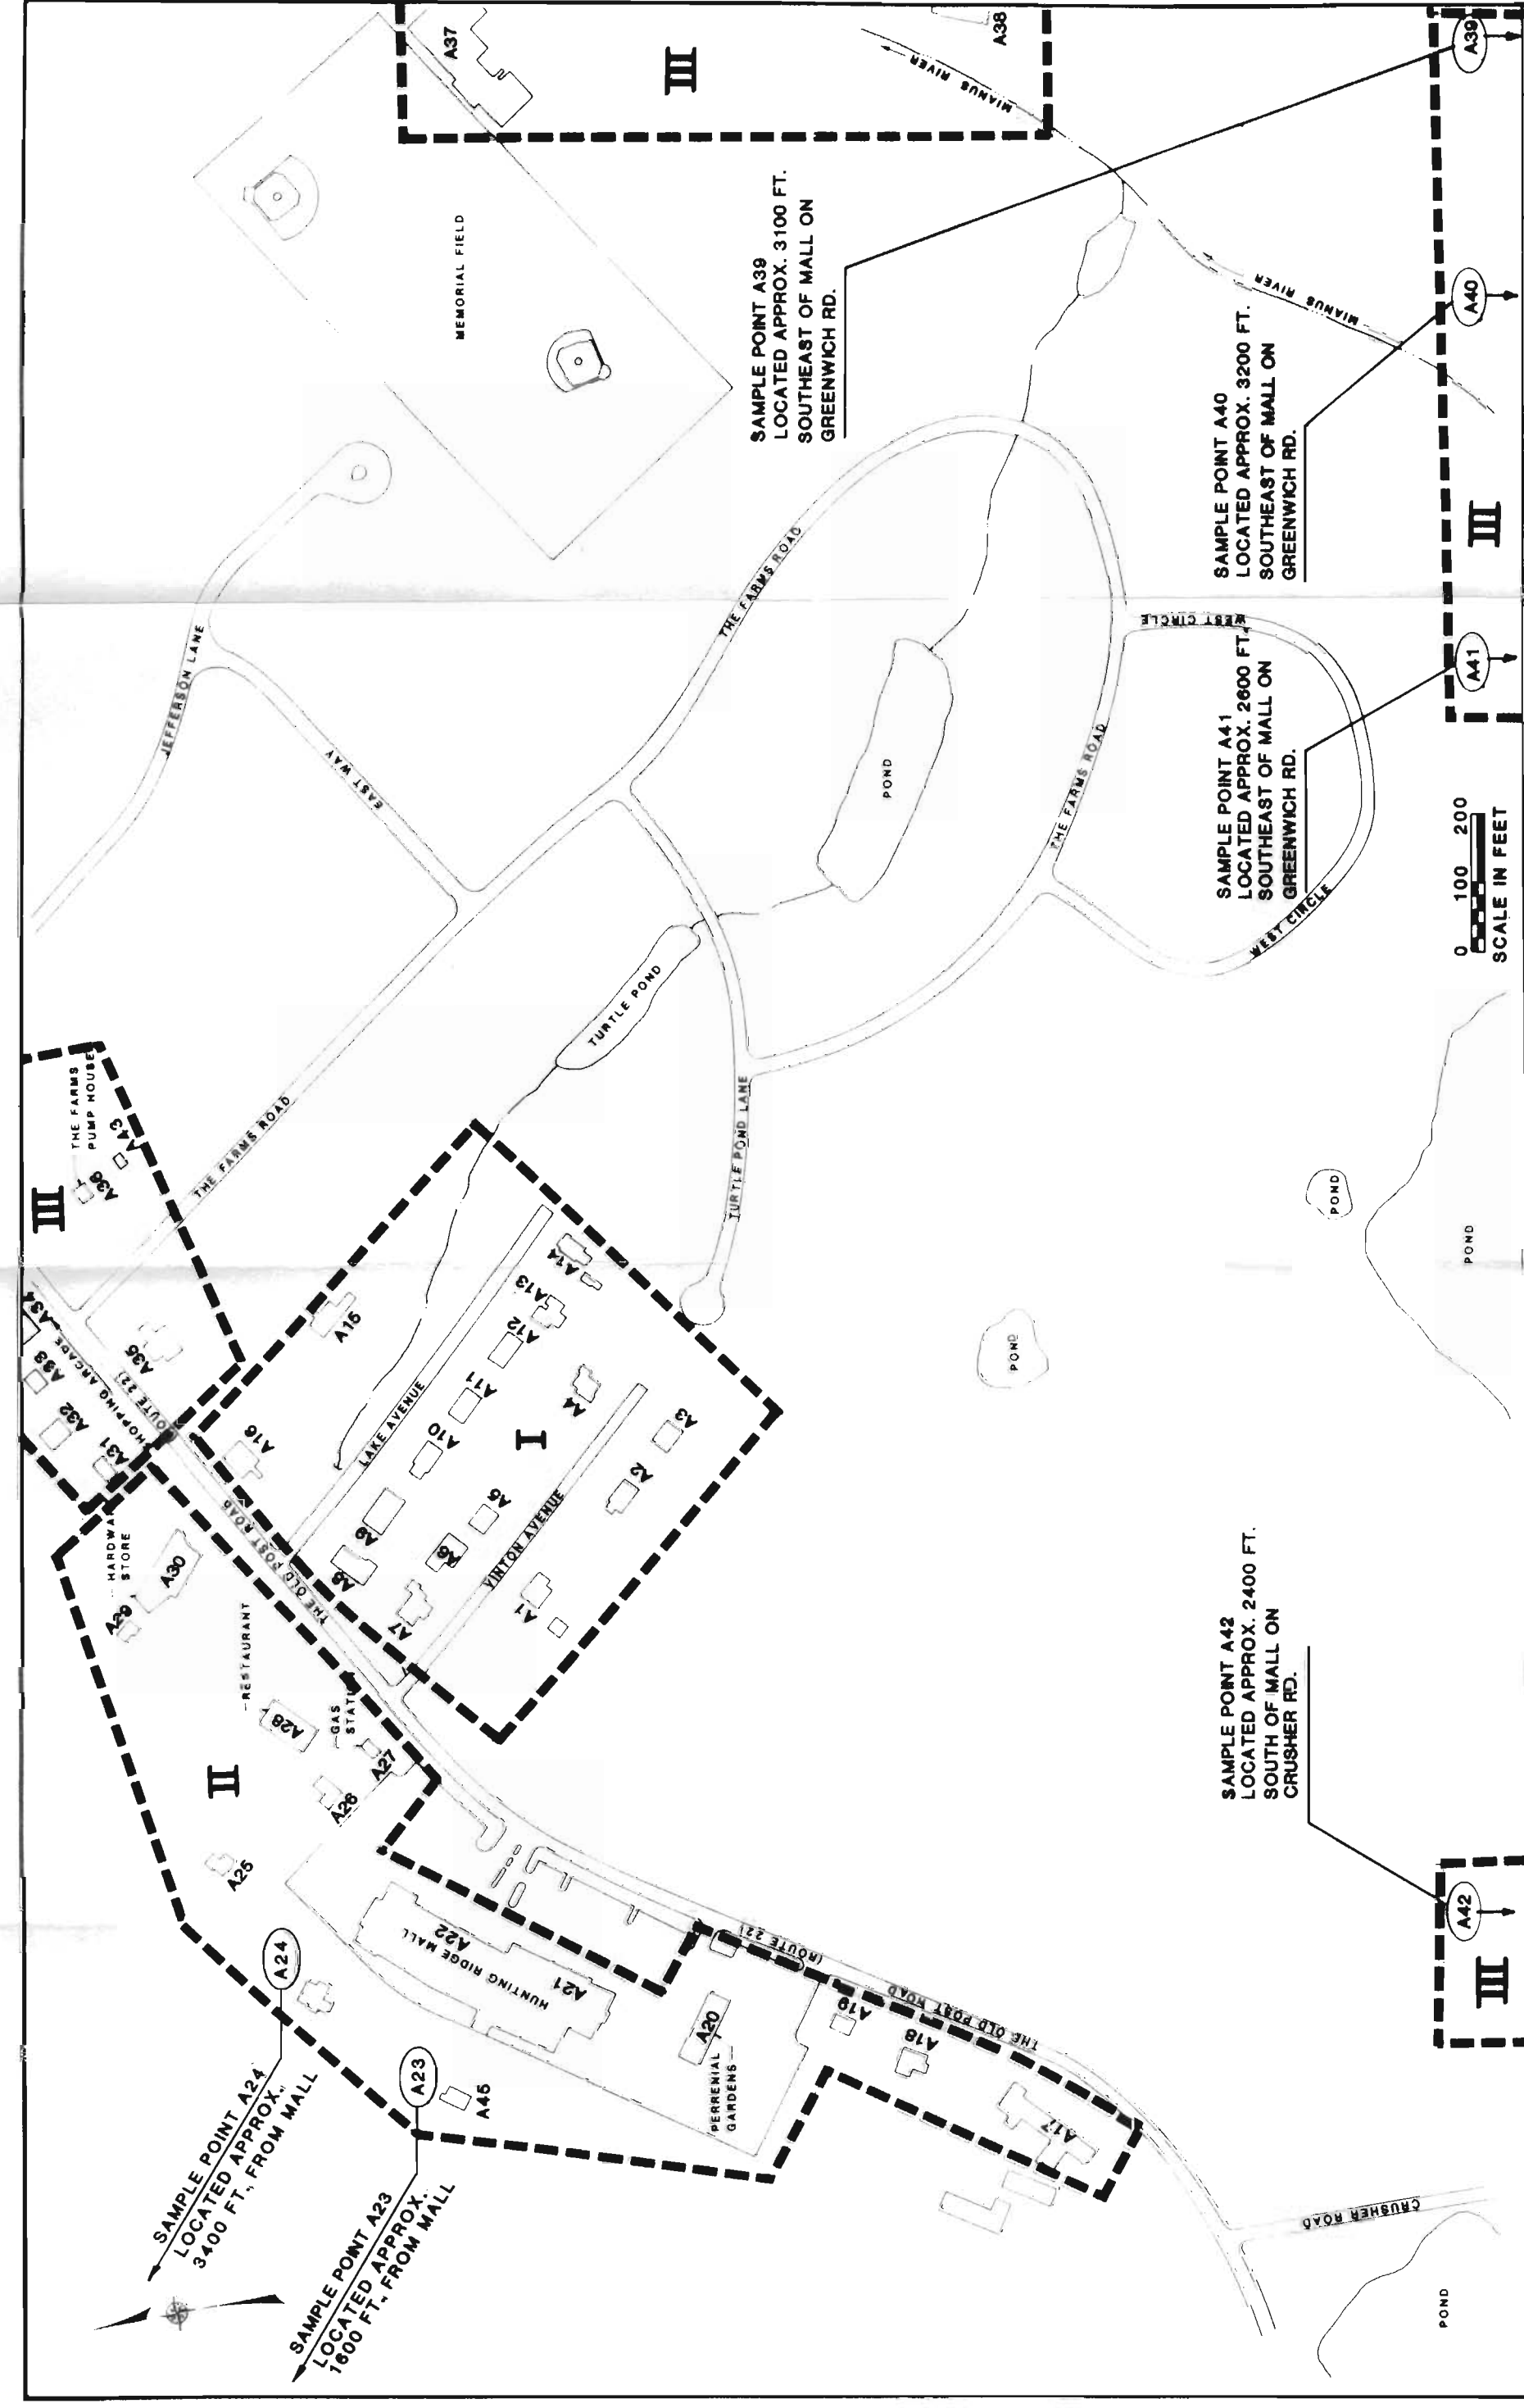 SAMPLE POINT A24
LOCATED APPROX.
3400 FT., FROM MALL
SAMPLE POINT A23
LOCATED APPROX.
1600 FT., FROM MALL
A24
A23
A45
A25
II
A26
A27
A28
GAS
RESTAURANT
A29
A30
STORE
HUNTING RIDGE MALL
A22
A21
A20
PERRENIAL
GARDENS
A19
A18
A17
THE OLD POST ROAD
(ROUTE 22)
CRUSHER ROAD
POND
THE OLD POST ROAD
A31
A32
A33
A34
A35
III
A36
A43
THE FARMS
PUMP HOUSE
THE FARMS ROAD
A16
A15
LAKE AVENUE
A8
A9
A10
A11
A12
A13
A14
I
A7
A6
A5
A4
VINTON AVENUE
A1
A2
A3
TURTLE POND LANE
TURTLE POND
JEFFERSON LANE
EAST WAY
THE FARMS ROAD
POND
THE FARMS ROAD
WEST CIRCLE
WEST CIRCLE
MEMORIAL FIELD
A37
III
A38
MIANUS RIVER
MIANUS RIVER
SAMPLE POINT A39
LOCATED APPROX. 3100 FT.
SOUTHEAST OF MALL ON
GREENWICH RD.
SAMPLE POINT A40
LOCATED APPROX. 3200 FT.
SOUTHEAST OF MALL ON
GREENWICH RD.
SAMPLE POINT A41
LOCATED APPROX. 2600 FT.
SOUTHEAST OF MALL ON
GREENWICH RD.
SAMPLE POINT A42
LOCATED APPROX. 2400 FT.
SOUTH OF MALL ON
CRUSHER RD.
POND
POND
POND
A42
III
A41
III
A40
A39
0 100 200
SCALE IN FEET